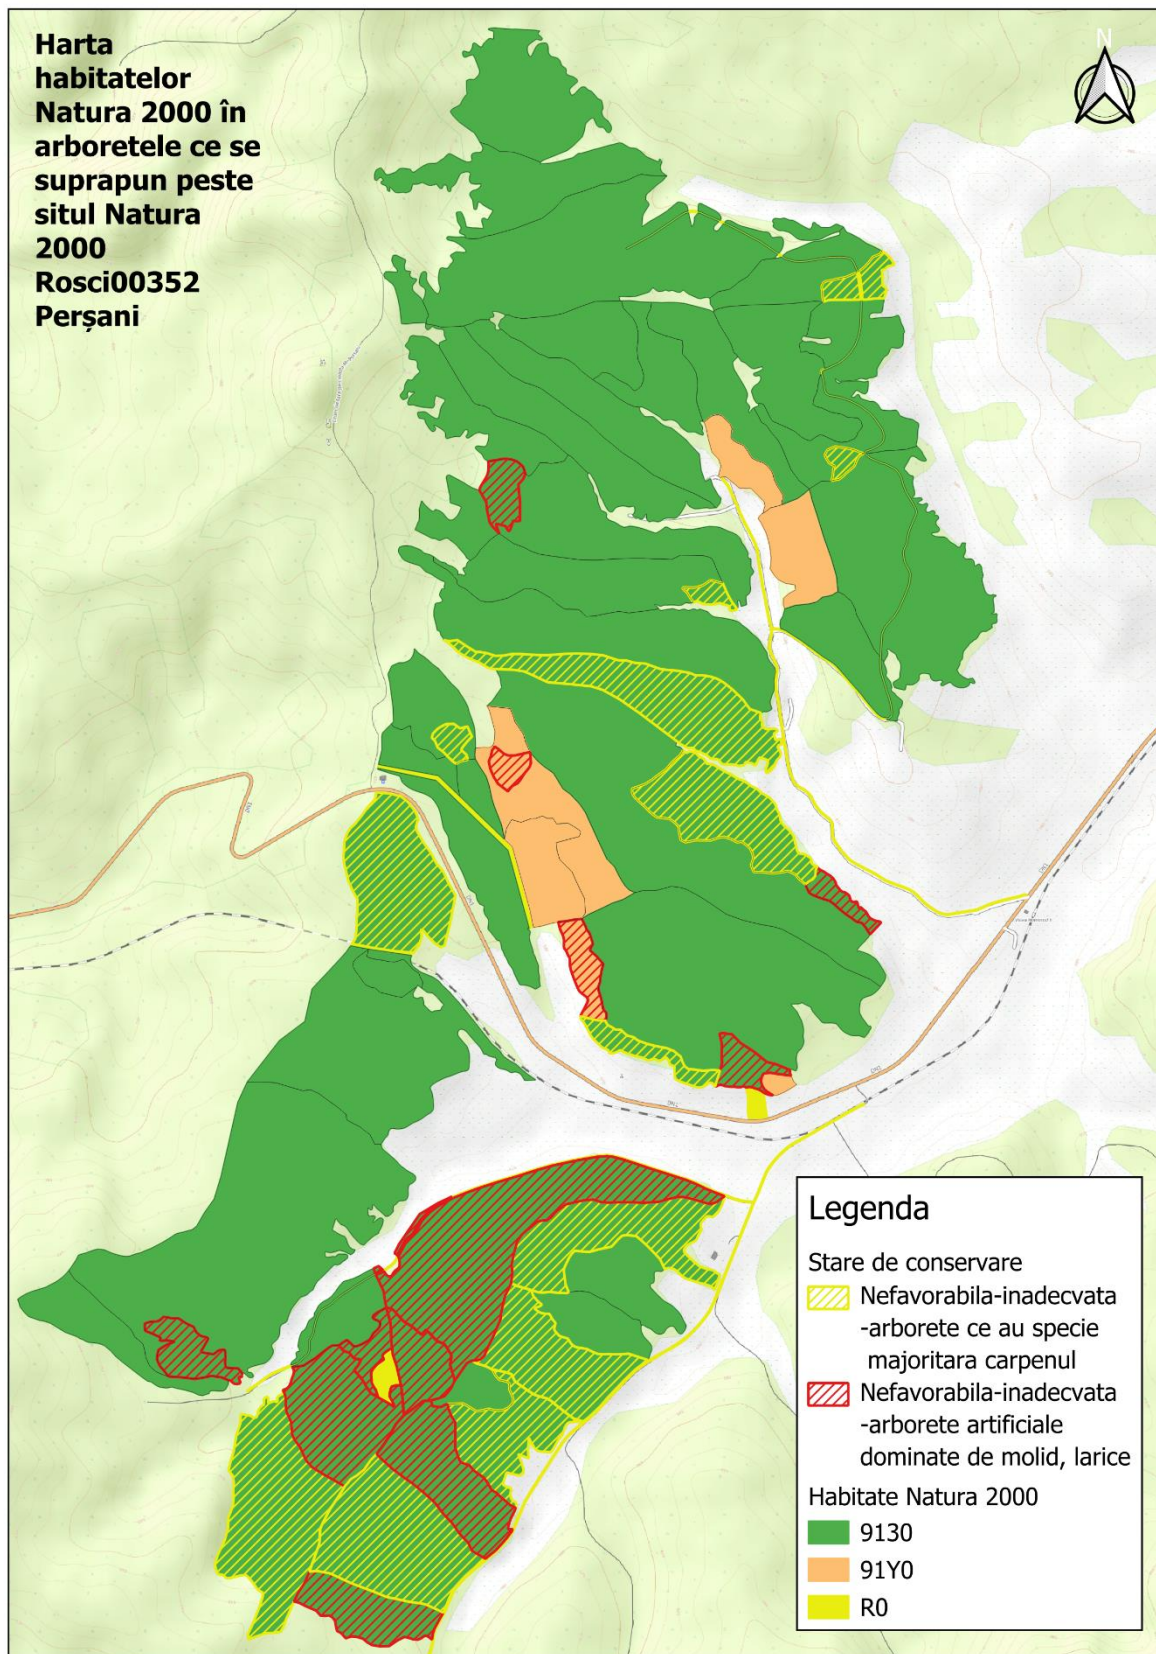 Harta
habitatelor
Natura 2000 în
arboretele ce se
suprapun peste
situl Natura
2000
Rosci00352
Perșani
N
Legenda
Stare de conservare
Nefavorabila-inadecvata
-arborete ce au specie
majoritara carpenul
Nefavorabila-inadecvata
-arborete artificiale
dominate de molid, larice
Habitate Natura 2000
9130
91Y0
R0